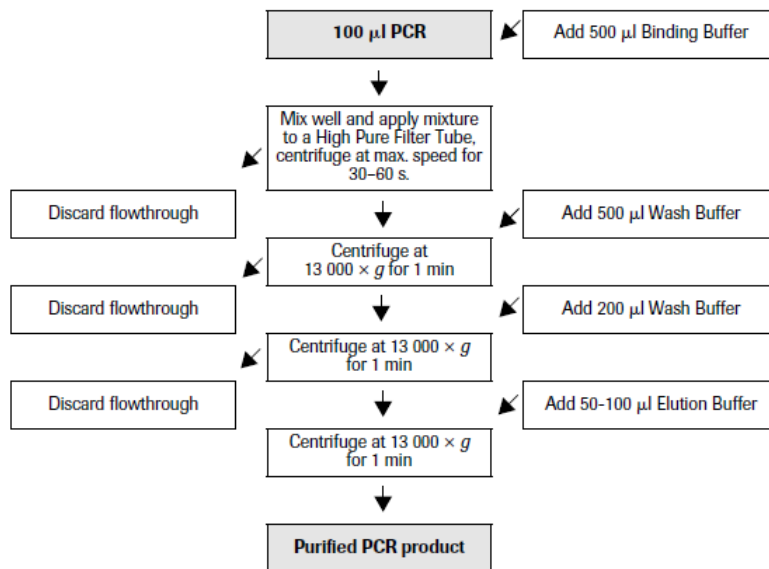 100 µl PCR
Add 500 µl Binding Buffer
Mix well and apply mixture
to a High Pure Filter Tube,
centrifuge at max. speed for
30–60 s.
Discard flowthrough
Add 500 µl Wash Buffer
Centrifuge at
13 000 × g for 1 min
Discard flowthrough
Add 200 µl Wash Buffer
Centrifuge at 13 000 × g
for 1 min
Discard flowthrough
Add 50-100 µl Elution Buffer
Centrifuge at 13 000 × g
for 1 min
Purified PCR product